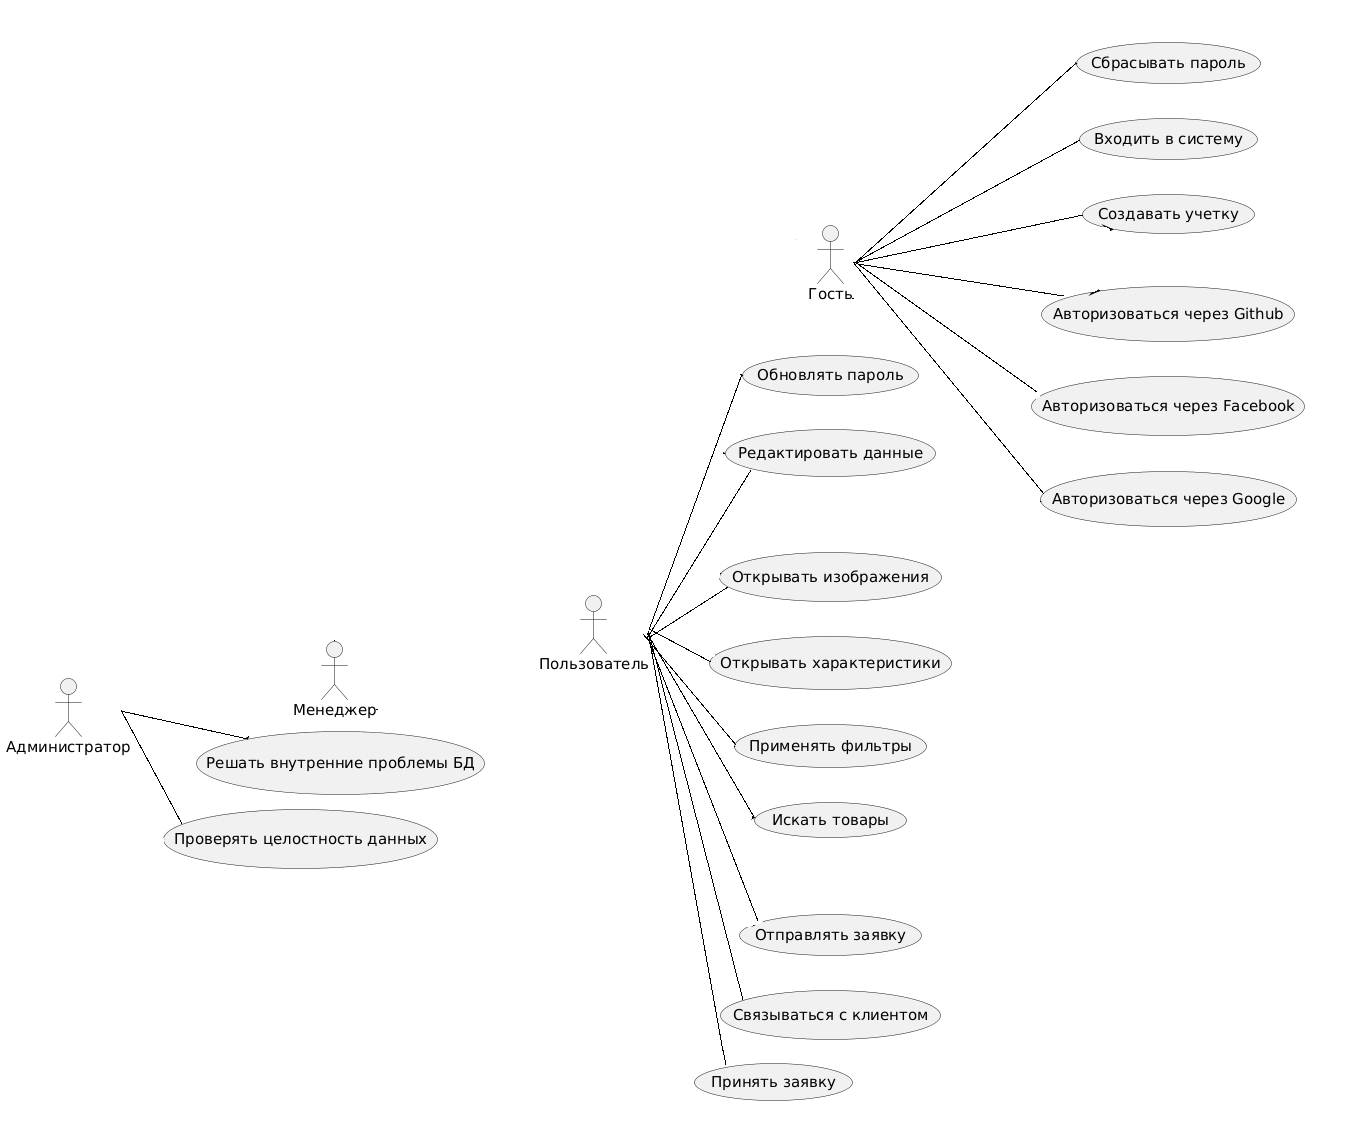 Сбрасывать пароль
Входить в систему
Создавать учетку
Гость
Авторизоваться через Github
Обновлять пароль
Авторизоваться через Facebook
Редактировать данные
Авторизоваться через Google
Открывать изображения
Пользователь
Открывать характеристики
Менеджер
Администратор
Применять фильтры
Решать внутренние проблемы БД
Искать товары
Проверять целостность данных
Отправлять заявку
Связываться с клиентом
Принять заявку